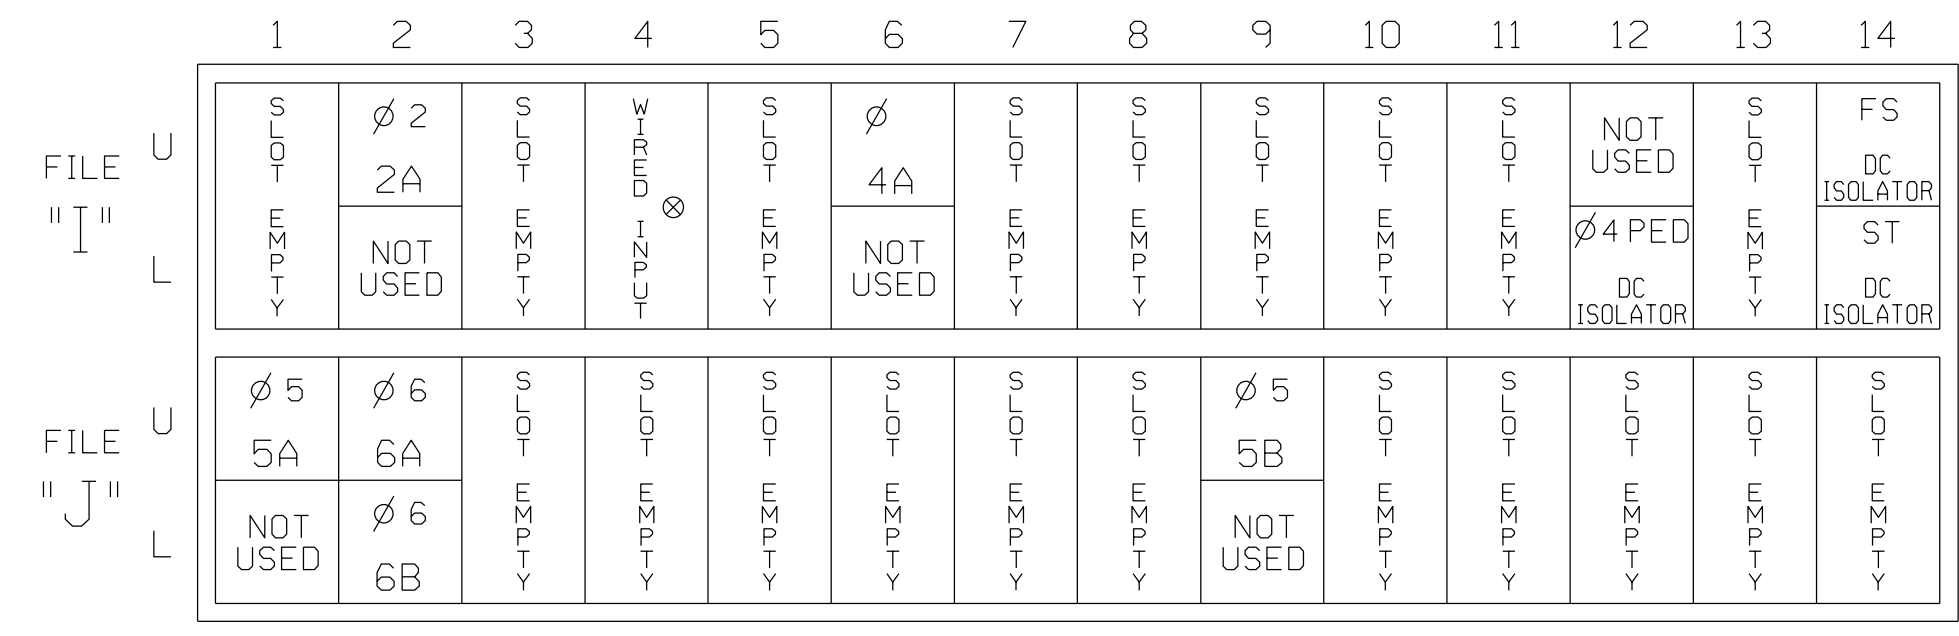 1 2 3 4 5 6 7 8 9 10 11 12 13 14
FILE "I"
U
L
SLOT EMPTY
Ø 2
2A
NOT USED
SLOT EMPTY
WIRED INPUT ⊗
SLOT EMPTY
Ø
4A
NOT USED
SLOT EMPTY
SLOT EMPTY
SLOT EMPTY
SLOT EMPTY
SLOT EMPTY
NOT USED
Ø4 PED
DC
ISOLATOR
SLOT EMPTY
FS
DC
ISOLATOR
ST
DC
ISOLATOR
FILE "J"
U
L
Ø 5
5A
NOT USED
Ø 6
6A
Ø 6
6B
SLOT EMPTY
SLOT EMPTY
SLOT EMPTY
SLOT EMPTY
SLOT EMPTY
SLOT EMPTY
Ø 5
5B
NOT USED
SLOT EMPTY
SLOT EMPTY
SLOT EMPTY
SLOT EMPTY
SLOT EMPTY